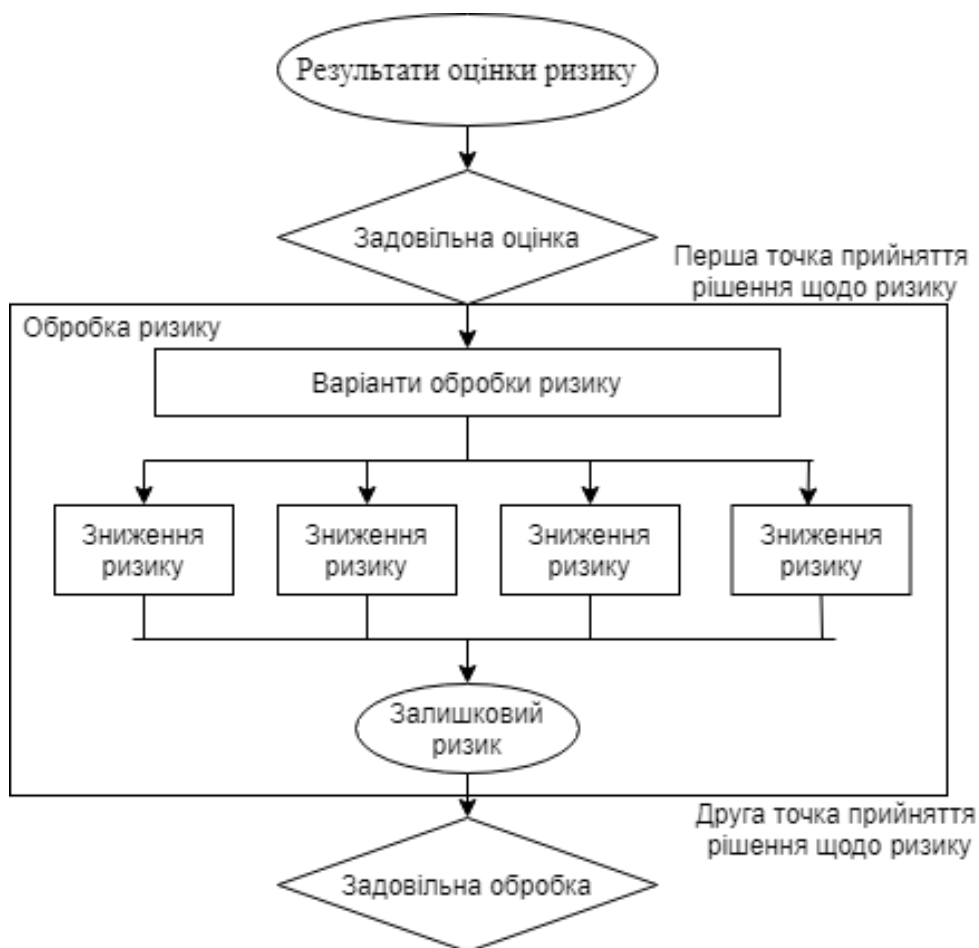 Результати оцінки ризику
Задовільна оцінка
Перша точка прийняття
рішення щодо ризику
Обробка ризику
Варіанти обробки ризику
Зниження
ризику
Зниження
ризику
Зниження
ризику
Зниження
ризику
Залишковий
ризик
Друга точка прийняття
рішення щодо ризику
Задовільна обробка